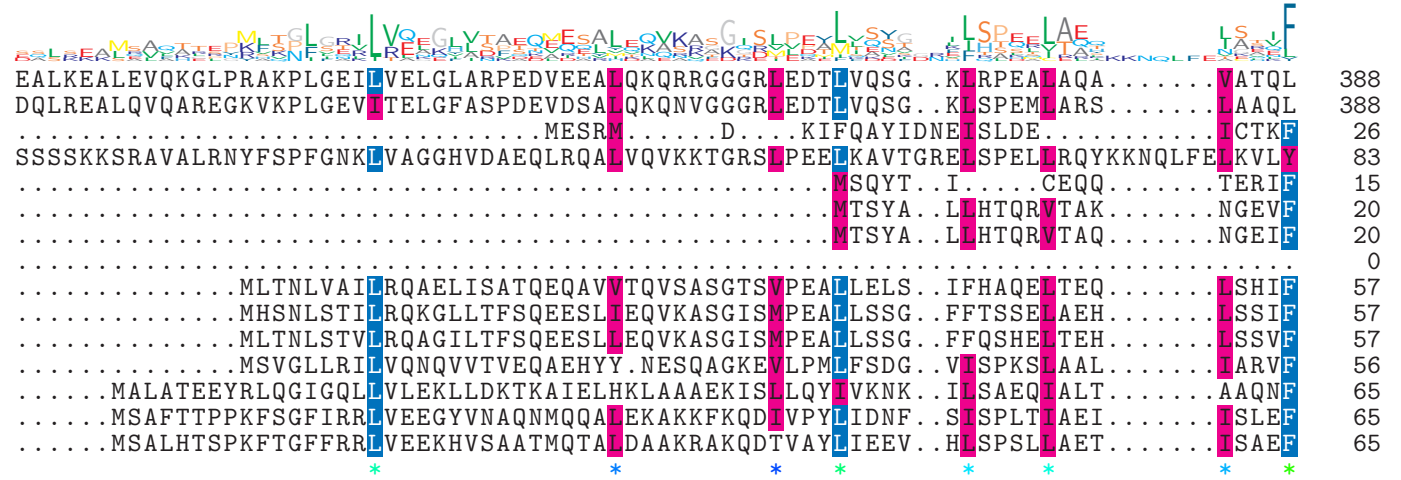 EALKEALEVQKGLPRAKPLGEILVELGLARPEDVEEALQKQRRGGGRLEDTLVQSG..KLRPEALAQA.......VATQL 388
DQLREALQVQAREGKVKPLGEVITELGFASPDEVDSALQKQNVGGGRLEDTLVQSG..KLSPEMLARS.......LAAQL 388
.................................MESRM......D....KIFQAYIDNEISLDE...........ICTKF 26
SSSSKKSRAVALRNYFSPFGNKLVAGGHVDAEQLRQALVQVKKTGRSLPEELKAVTGRELSPELLRQYKKNQLFELKVLY 83
...................................................MSQYT..I.....CEQQ.......TERIF 15
...................................................MTSYA..LLHTQRVTAK.......NGEVF 20
...................................................MTSYA..LLHTQRVTAQ.......NGEIF 20
................................................................................ 0
..............MLTNLVAILRQAELISATQEQAVVTQVSASGTSVPEALLELS..IFHAQELTEQ.......LSHIF 57
..............MHSNLSTILRQKGLLTFSQEESLIEQVKASGISMPEALLSSG..FFTSSELAEH.......LSSIF 57
..............MLTNLSTVLRQAGILTFSQEESLLEQVKASGISMPEALLSSG..FFQSHELTEH.......LSSVF 57
..............MSVGLLRILVQNQVVTVEQAEHYY.NESQAGKEVLPMLFSDG..VISPKSLAAL.......IARVF 56
......MALATEEYRLQGIGQLLVLEKLLDKTKAIELHKLAAAEKISLLQYIVKNK..ILSAEQIALT.......AAQNF 65
......MSAFTTPPKFSGFIRRLVEEGYVNAQNMQQALEKAKKFKQDIVPYLIDNF..SISPLTIAEI.......ISLEF 65
......MSALHTSPKFTGFFRRLVEEKHVSAATMQTALDAAKRAKQDTVAYLIEEV..HLSPSLLAET.......ISAEF 65
* * * * * * * *